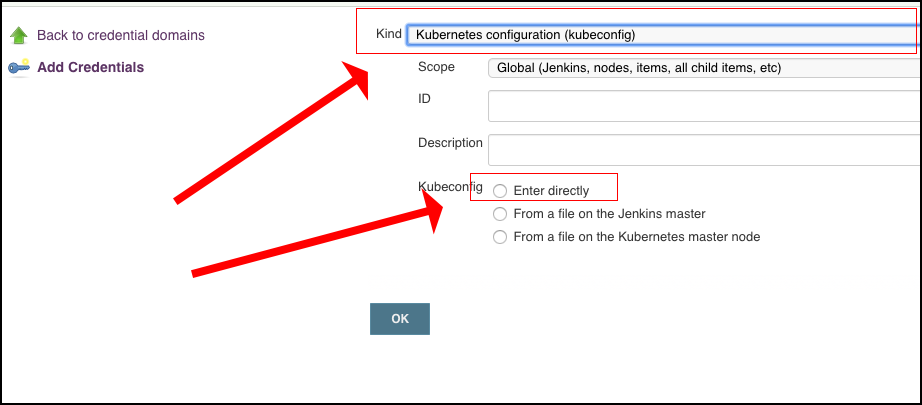 Back to credential domains
Add Credentials
Kind Kubernetes configuration (kubeconfig)
Scope Global (Jenkins, nodes, items, all child items, etc)
ID
Description
Kubeconfig Enter directly
From a file on the Jenkins master
From a file on the Kubernetes master node
OK